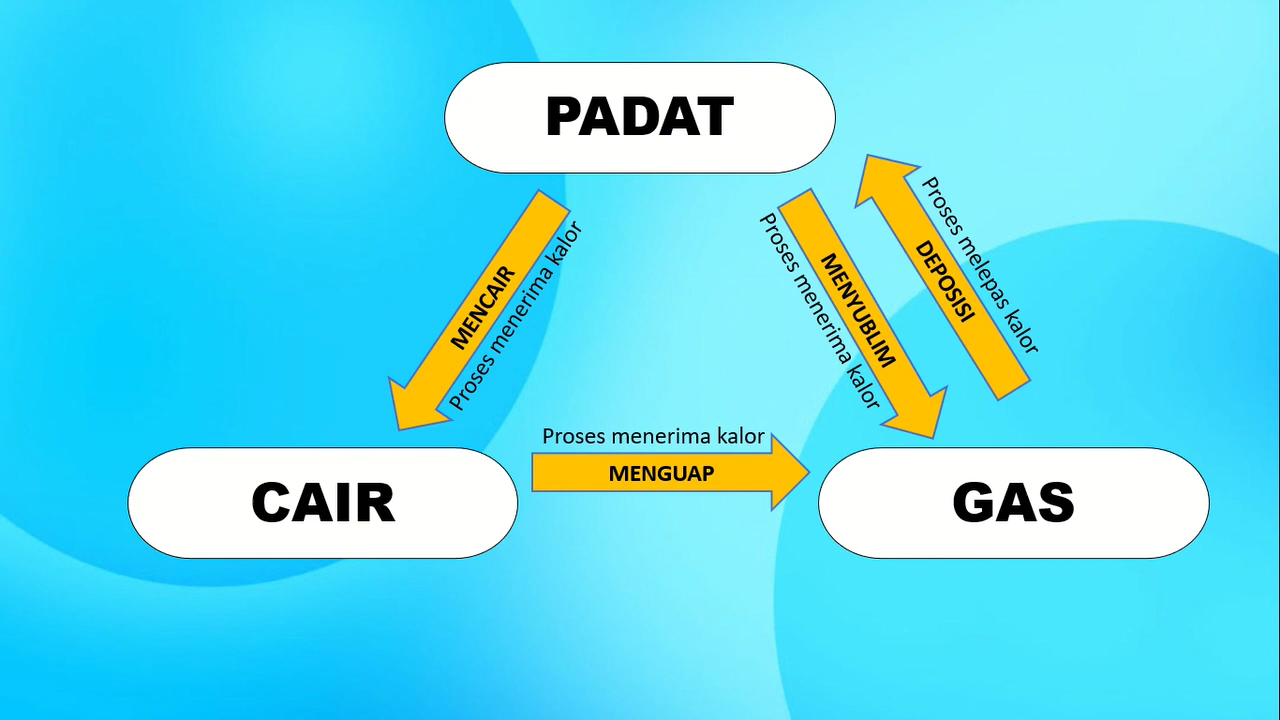 PADAT
MENCAIR
Proses menerima kalor
MENYUBLIM
Proses menerima kalor
DEPOSISI
Proses melepas kalor
Proses menerima kalor
MENGUAP
CAIR
GAS